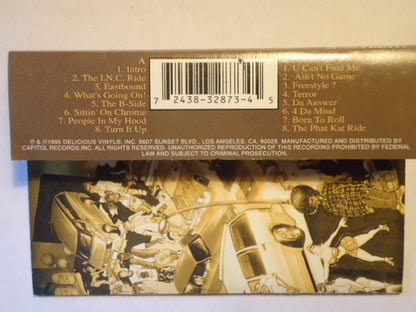 A
1. Intro
2. The I.N.C. Ride
3. Eastbound
4. What's Going On!
5. The B-Side
6. Sittin' On Chrome
7. People In My Hood
8. Turn It Up
7 24383-28734 5
1. U Can't Find Me
2. Ain't No Game
3. Freestyle ?
4. Terror
5. Da Answer
6. 4 Da Mind
7. Born To Roll
8. The Phat Kat Ride
℗ & ©1995 DELICIOUS VINYL®, INC. 6607 SUNSET BLVD., LOS ANGELES, CA. 90028. MANUFACTURED AND DISTRIBUTED BY
CAPITOL RECORDS, INC. ALL RIGHTS RESERVED. UNAUTHORIZED REPRODUCTION OF THIS RECORDING PROHIBITED BY FEDERAL
LAW AND SUBJECT TO CRIMINAL PROSECUTION.